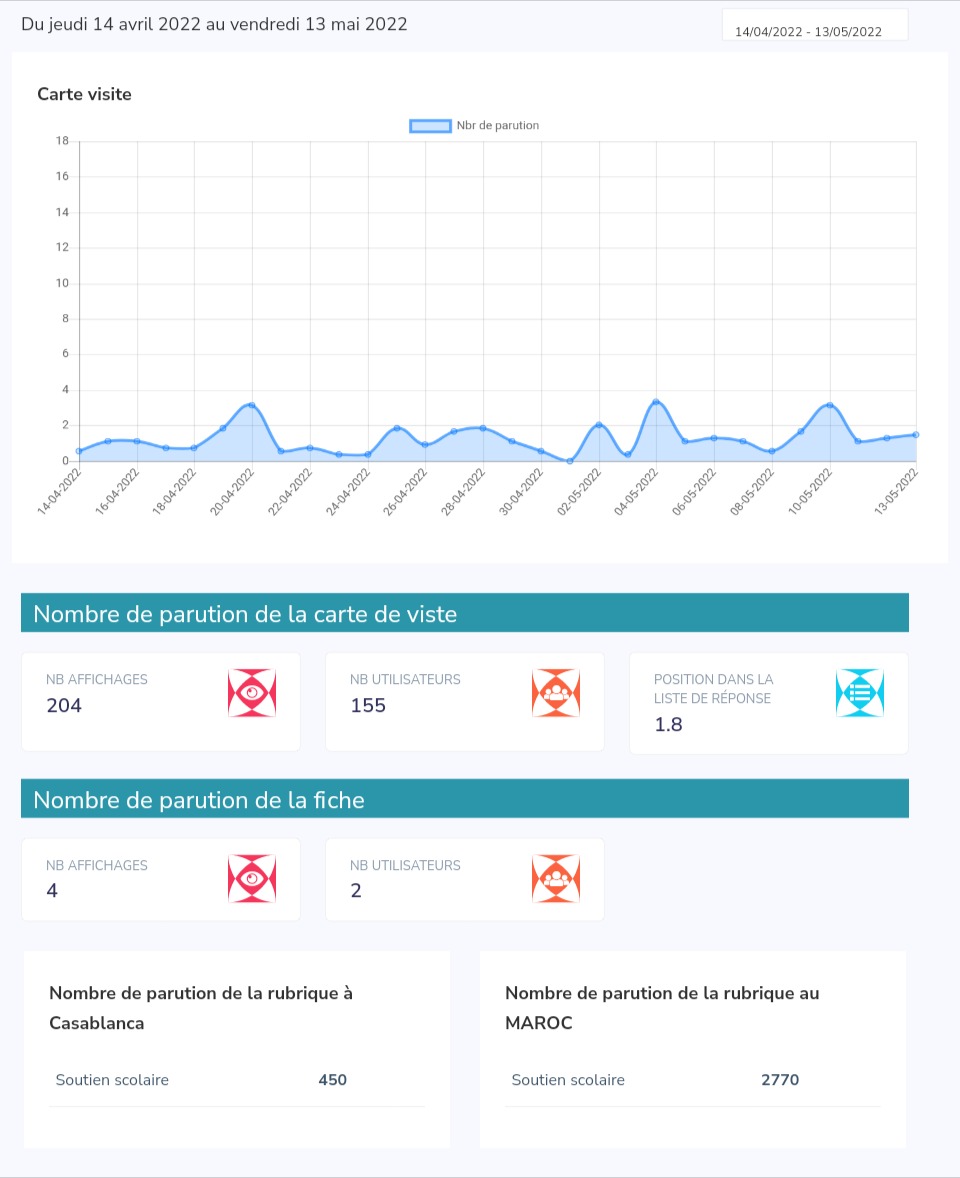 Du jeudi 14 avril 2022 au vendredi 13 mai 2022
14/04/2022 - 13/05/2022
Carte visite
Nbr de parution
18
16
14
12
10
8
6
4
2
0
14-04-2022
16-04-2022
18-04-2022
20-04-2022
22-04-2022
24-04-2022
26-04-2022
28-04-2022
30-04-2022
02-05-2022
04-05-2022
06-05-2022
08-05-2022
10-05-2022
13-05-2022
Nombre de parution de la carte de viste
NB AFFICHAGES
204
NB UTILISATEURS
155
POSITION DANS LA
LISTE DE RÉPONSE
1.8
Nombre de parution de la fiche
NB AFFICHAGES
4
NB UTILISATEURS
2
Nombre de parution de la rubrique à
Casablanca
Soutien scolaire 450
Nombre de parution de la rubrique au
MAROC
Soutien scolaire 2770